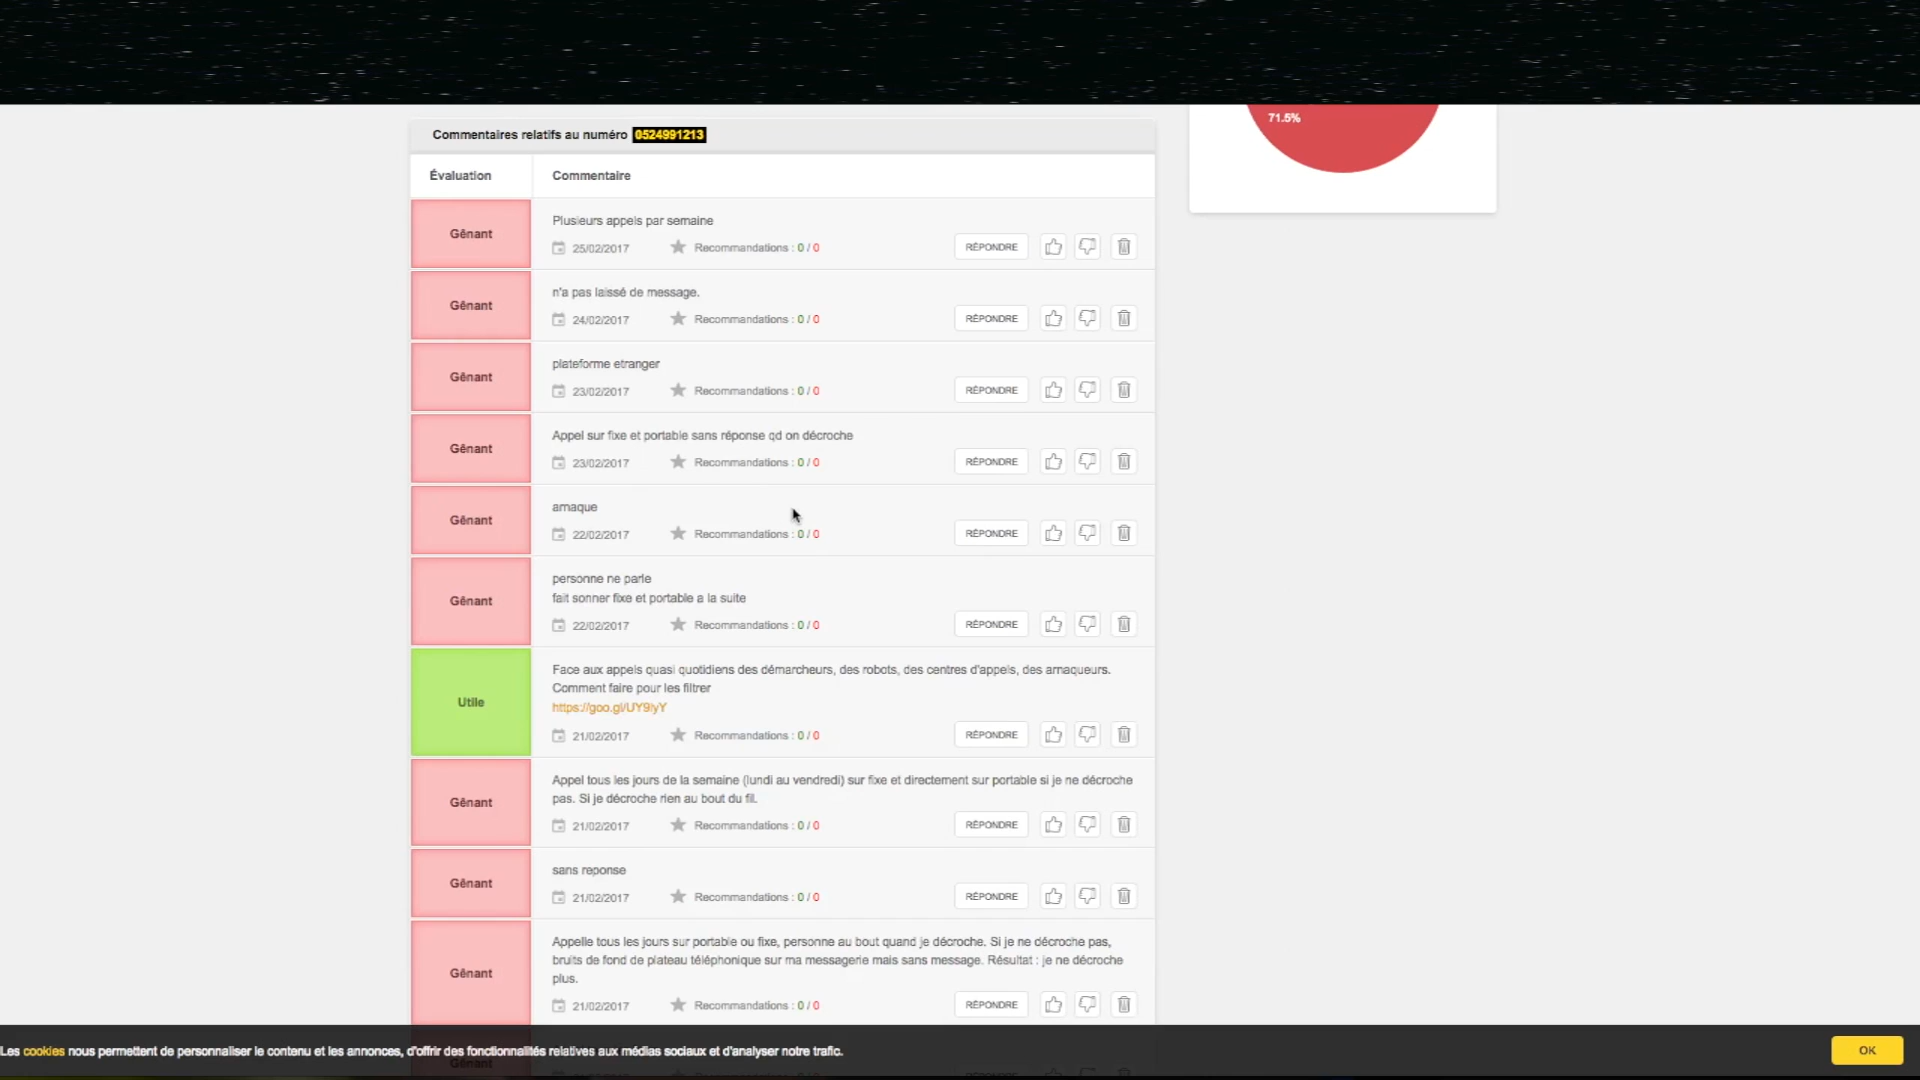 71.5%
Commentaires relatifs au numéro 0524991213
Évaluation Commentaire
Gênant
Plusieurs appels par semaine
25/02/2017 Recommandations : 0 / 0 RÉPONDRE
Gênant
n'a pas laissé de message.
24/02/2017 Recommandations : 0 / 0 RÉPONDRE
Gênant
plateforme etranger
23/02/2017 Recommandations : 0 / 0 RÉPONDRE
Gênant
Appel sur fixe et portable sans réponse qd on décroche
23/02/2017 Recommandations : 0 / 0 RÉPONDRE
Gênant
arnaque
22/02/2017 Recommandations : 0 / 0 RÉPONDRE
Gênant
personne ne parle
fait sonner fixe et portable a la suite
22/02/2017 Recommandations : 0 / 0 RÉPONDRE
Utile
Face aux appels quasi quotidiens des démarcheurs, des robots, des centres d'appels, des arnaqueurs.
Comment faire pour les filtrer
https://goo.gl/UY9lyY
21/02/2017 Recommandations : 0 / 0 RÉPONDRE
Gênant
Appel tous les jours de la semaine (lundi au vendredi) sur fixe et directement sur portable si je ne décroche
pas. Si je décroche rien au bout du fil.
21/02/2017 Recommandations : 0 / 0 RÉPONDRE
Gênant
sans reponse
21/02/2017 Recommandations : 0 / 0 RÉPONDRE
Gênant
Appelle tous les jours sur portable ou fixe, personne au bout quand je décroche. Si je ne décroche pas,
bruits de fond de plateau téléphonique sur ma messagerie mais sans message. Résultat : je ne décroche
plus.
21/02/2017 Recommandations : 0 / 0 RÉPONDRE
Les cookies nous permettent de personnaliser le contenu et les annonces, d'offrir des fonctionnalités relatives aux médias sociaux et d'analyser notre trafic.
OK
Gênant